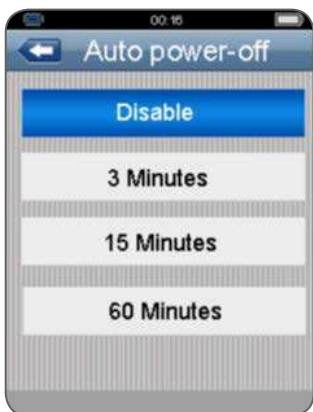 00:16
Auto power-off
Disable
3 Minutes
15 Minutes
60 Minutes